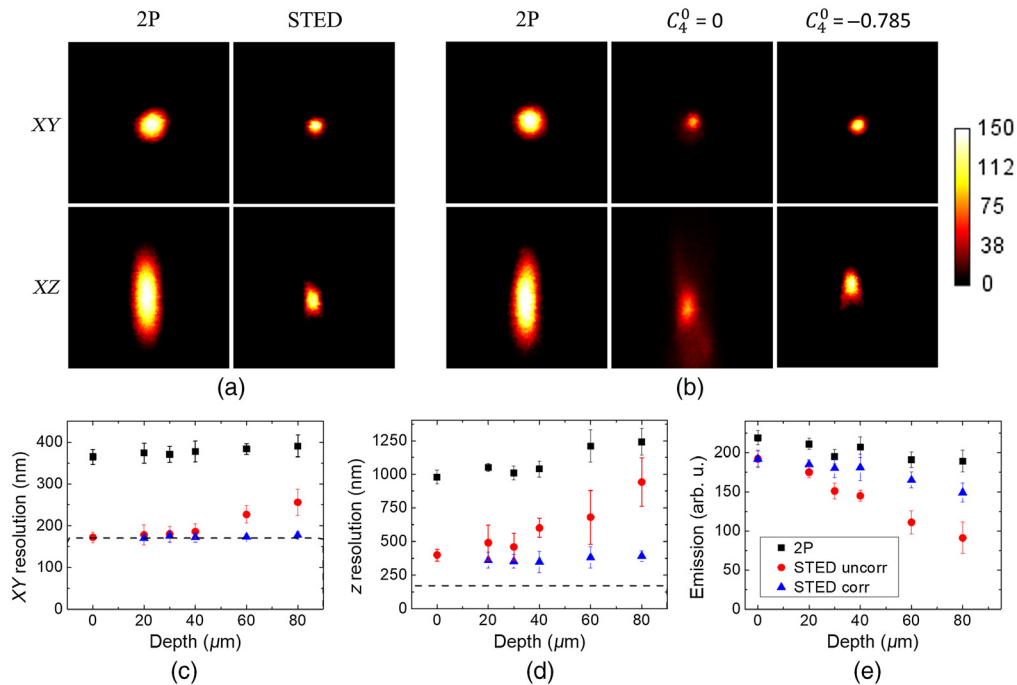 2P STED 2P C₄⁰ = 0 C₄⁰ = −0.785
XY
XZ
150
112
75
38
0
(a) (b)
400
300
200
100
0
XY resolution (nm)
0 20 40 60 80
Depth (μm)
(c)
1250
1000
750
500
250
0
z resolution (nm)
0 20 40 60 80
Depth (μm)
(d)
200
150
100
50
0
Emission (arb. u.)
2P
STED uncorr
STED corr
0 20 40 60 80
Depth (μm)
(e)